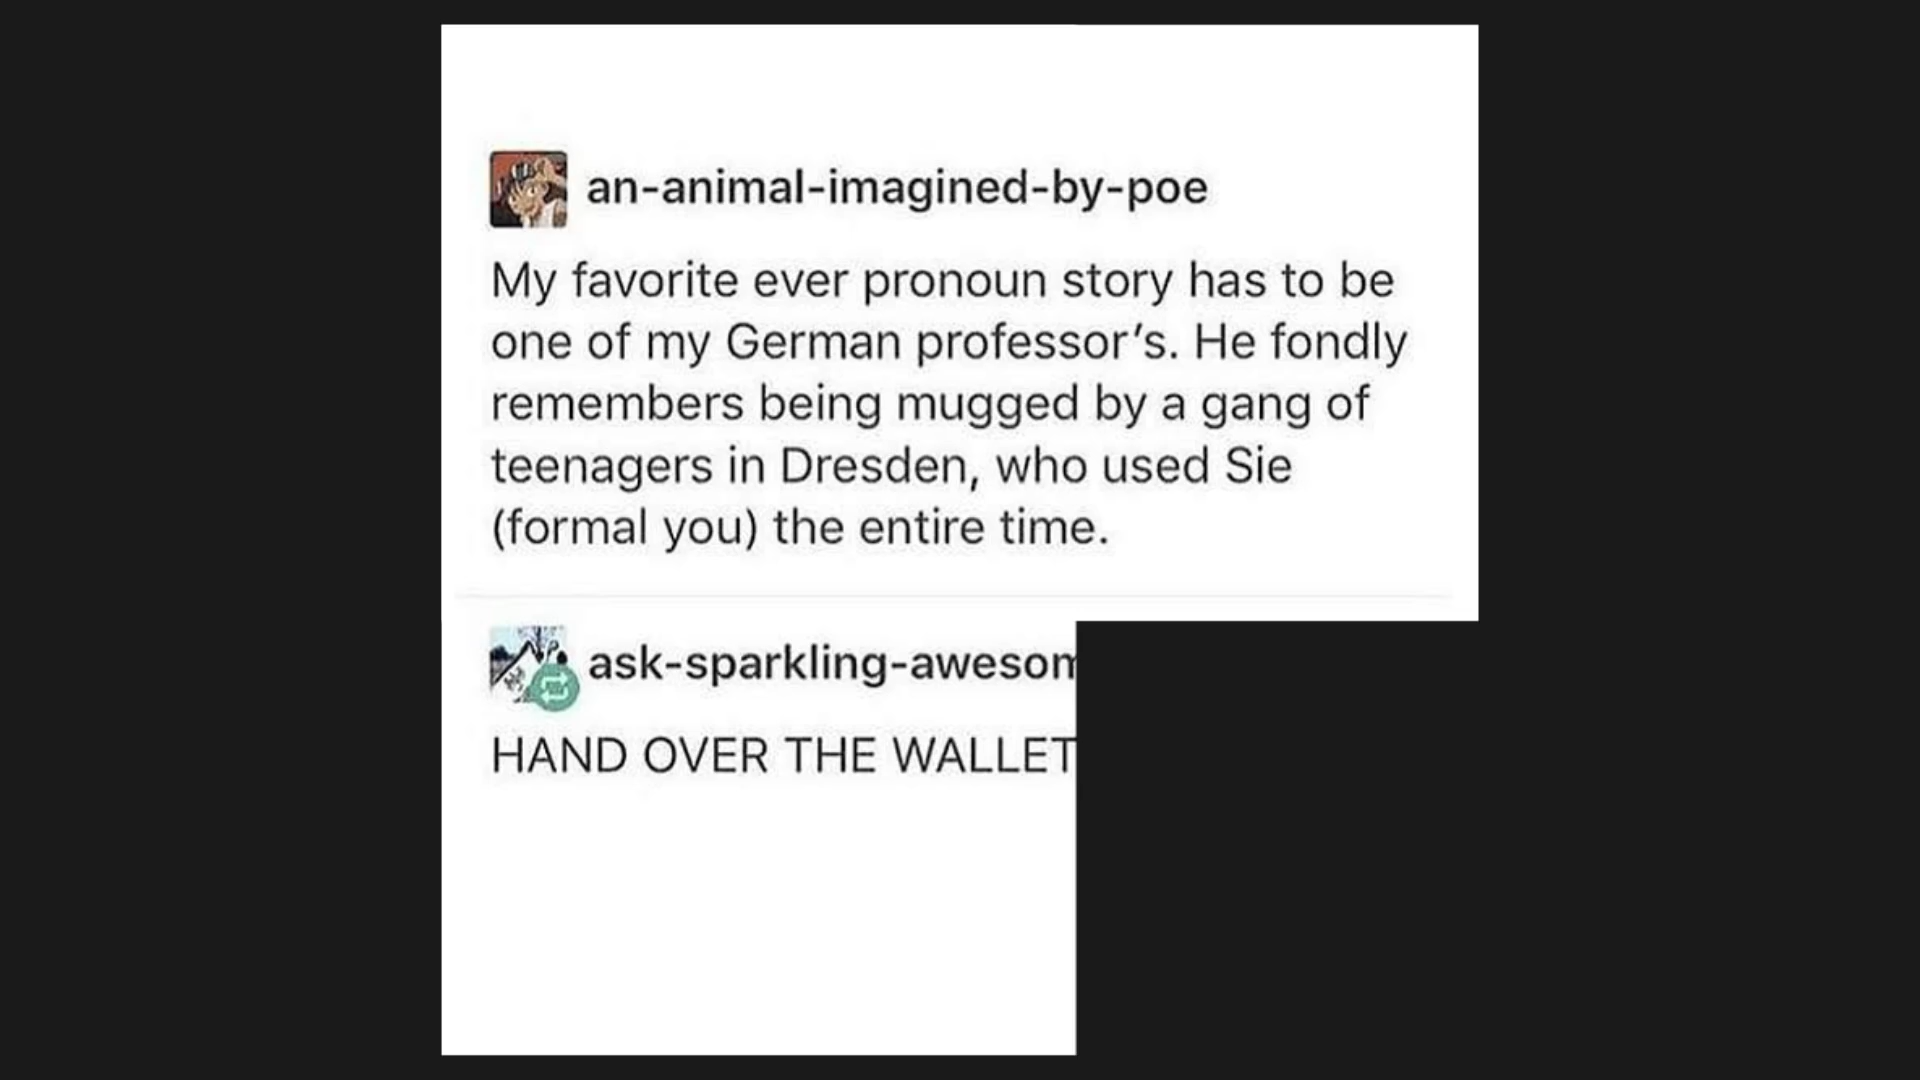 an-animal-imagined-by-poe
My favorite ever pronoun story has to be
one of my German professor’s. He fondly
remembers being mugged by a gang of
teenagers in Dresden, who used Sie
(formal you) the entire time.
ask-sparkling-awesom
HAND OVER THE WALLET